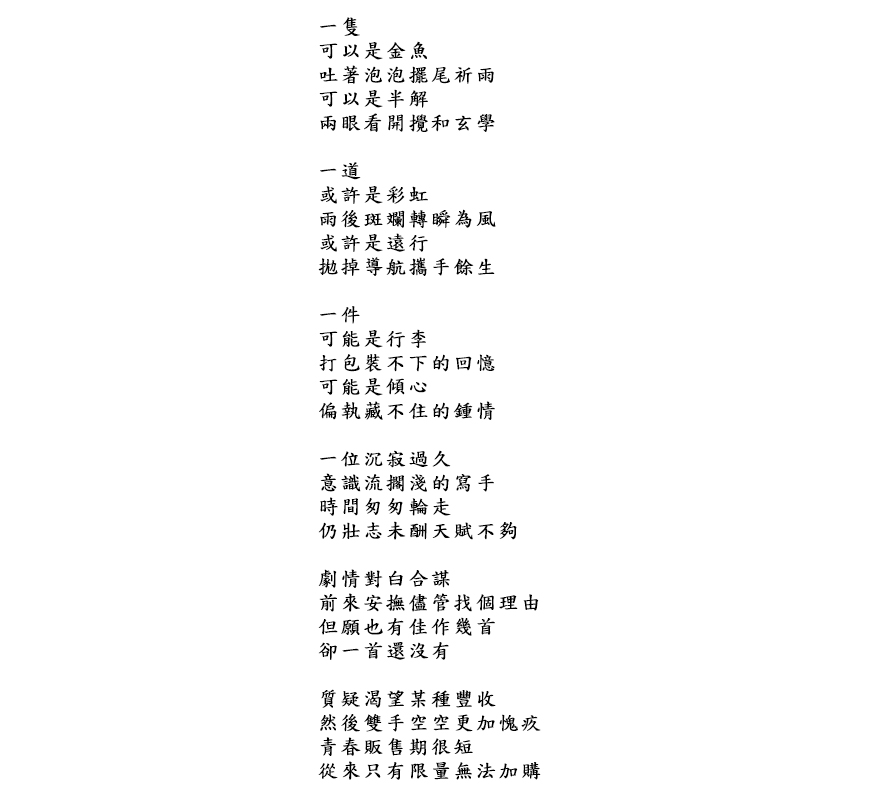 一隻
可以是金魚
吐著泡泡擺尾祈雨
可以是半解
兩眼看開攪和玄學
一道
或許是彩虹
雨後斑斕轉瞬為風
或許是遠行
拋掉導航攜手餘生
一件
可能是行李
打包裝不下的回憶
可能是傾心
偏執藏不住的鍾情
一位沉寂過久
意識流擱淺的寫手
時間匆匆輪走
仍壯志未酬天賦不夠
劇情對白合謀
前來安撫儘管找個理由
但願也有佳作幾首
卻一首還沒有
質疑渴望某種豐收
然後雙手空空更加愧疚
青春販售期很短
從來只有限量無法加購